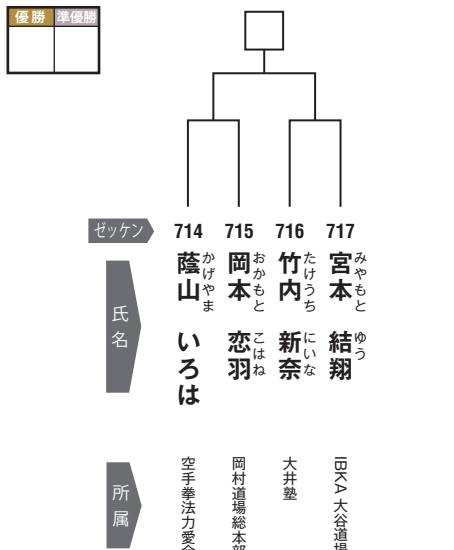 優勝 準優勝
ゼッケン 714 715 716 717
氏名
蔭山 いろは
かげやま
岡本 恋羽
おかもと こはね
竹内 新奈
たけうち にいな
宮本 結翔
みやもと ゆう
所属
空手拳法力愛会
岡村道場総本部
大井塾
IBKA 大谷道場